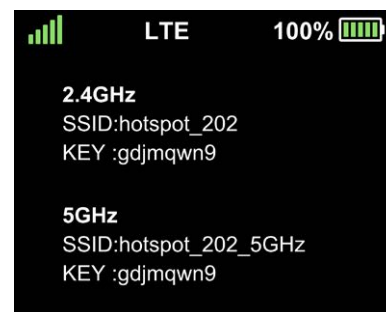 LTE 100%
2.4GHz
SSID:hotspot_202
KEY :gdjmqwn9
5GHz
SSID:hotspot_202_5GHz
KEY :gdjmqwn9